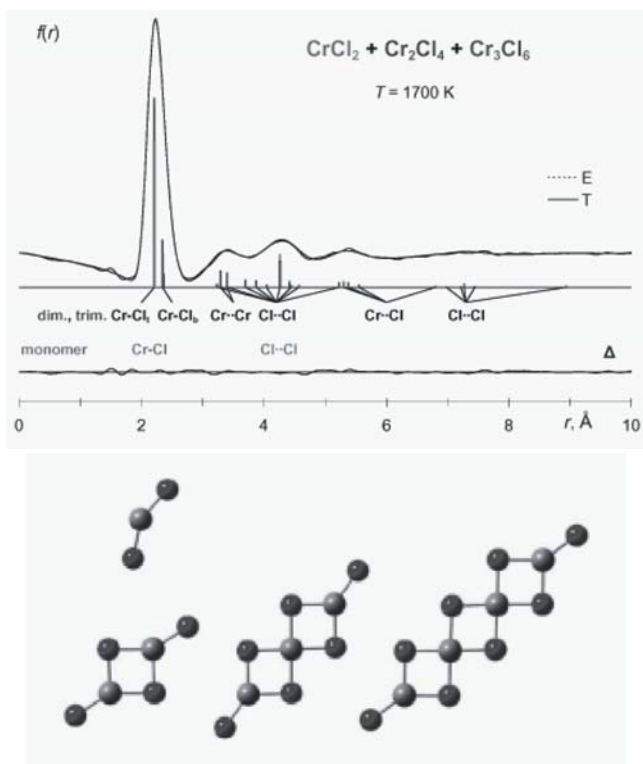 f(r)
CrCl₂ + Cr₂Cl₄ + Cr₃Cl₆
T = 1700 K
E
T
dim., trim. Cr-Clₜ Cr-Cl_b Cr··Cr Cl··Cl Cr··Cl Cl··Cl
monomer Cr-Cl Cl··Cl Δ
0 2 4 6 8 r, Å 10